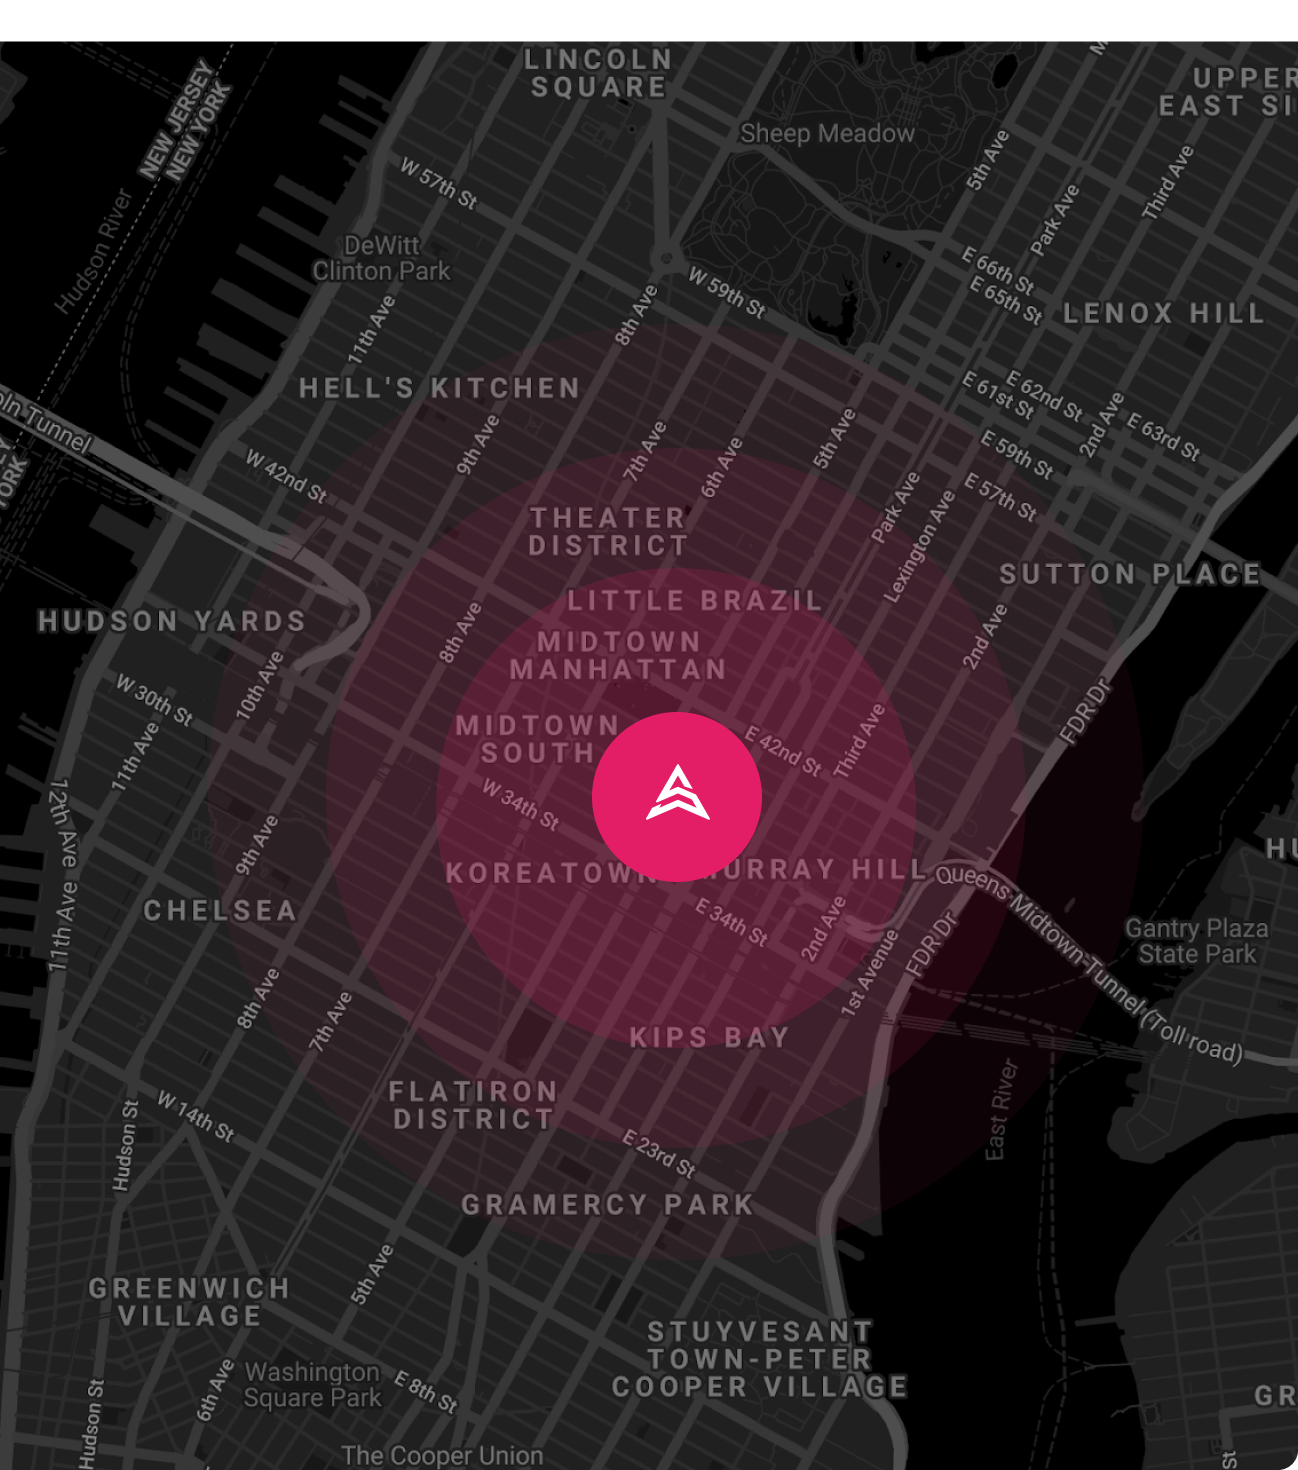 LINCOLN
SQUARE
UPPER
EAST SI
NEW JERSEY
NEW YORK
Sheep Meadow
5th Ave
Third Ave
Park Ave
W 57th St
Hudson River
DeWitt
Clinton Park
11th Ave
8th Ave
W 59th St
E 66th St
E 65th St
LENOX HILL
HELL'S KITCHEN
E 62nd St
E 61st St
2nd Ave
E 63rd St
E 59th St
oln Tunnel
9th Ave
7th Ave
6th Ave
5th Ave
W 42nd St
E 57th St
Park Ave
Lexington Ave
YORK
THEATER
DISTRICT
SUTTON PLACE
LITTLE BRAZIL
HUDSON YARDS
8th Ave
2nd Ave
MIDTOWN
MANHATTAN
10th Ave
W 30th St
FDR Dr
MIDTOWN
SOUTH
E 42nd St
Third Ave
11th Ave
W 34th St
12th Ave
9th Ave
HU
KOREATOWN
MURRAY HILL
Queens Midtown Tunnel (Toll road)
CHELSEA
11th Ave
E 34th St
2nd Ave
FDR Dr
1st Avenue
Gantry Plaza
State Park
8th Ave
7th Ave
KIPS BAY
FLATIRON
DISTRICT
East River
W 14th St
Hudson St
E 23rd St
GRAMERCY PARK
5th Ave
GREENWICH
VILLAGE
STUYVESANT
TOWN-PETER
COOPER VILLAGE
Washington
Square Park
6th Ave
E 8th St
Hudson St
GR
The Cooper Union
St